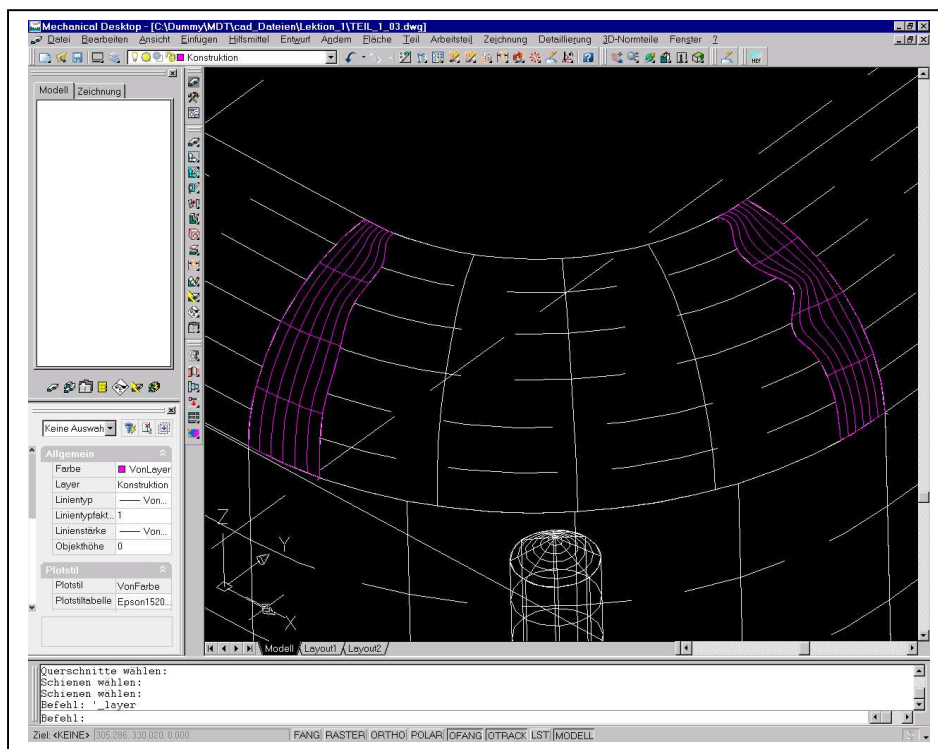 Mechanical Desktop - [C:\Dummy\MDT\cad_Dateien\Lektion_1\TEIL_1_03.dwg]
Datei Bearbeiten Ansicht Einfügen Hilfsmittel Entwurf Ändern Fläche Teil Arbeitsteil Zeichnung Detaillierung 3D-Normteile Fenster ?
Konstruktion
Modell Zeichnung
Keine Auswah
Allgemein
Farbe VonLayer
Layer Konstruktion
Linientyp Von...
Linientypfakt... 1
Linienstärke Von...
Objekthöhe 0
Plotstil
Plotstil VonFarbe
Plotstiltabelle Epson1520...
Z
Y
X
Modell Layout1 Layout2
Querschnitte wählen:
Schienen wählen:
Schienen wählen:
Befehl: '_layer
Befehl:
Ziel: <KEINE> 305.286, 330.020, 0.000 FANG RASTER ORTHO POLAR OFANG OTRACK LST MODELL